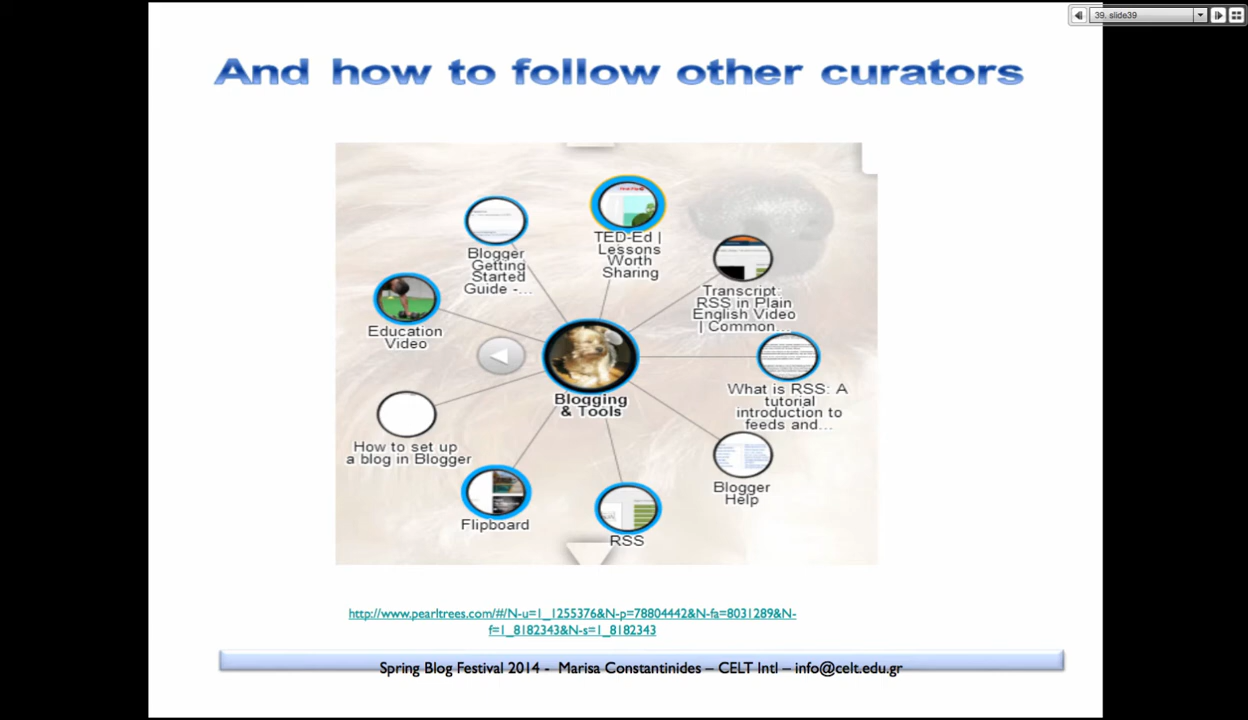 39. slide39
And how to follow other curators
TED-Ed |
Lessons
Worth
Sharing
Blogger
Getting
Started
Guide -...
Transcript:
RSS in Plain
English Video
| Common...
Education
Video
Blogging
& Tools
What is RSS: A
tutorial
introduction to
feeds and...
How to set up
a blog in Blogger
Blogger
Help
Flipboard
RSS
http://www.pearltrees.com/#/N-u=1_1255376&N-p=78804442&N-fa=8031289&N-
f=1_8182343&N-s=1_8182343
Spring Blog Festival 2014 - Marisa Constantinides – CELT Intl – info@celt.edu.gr